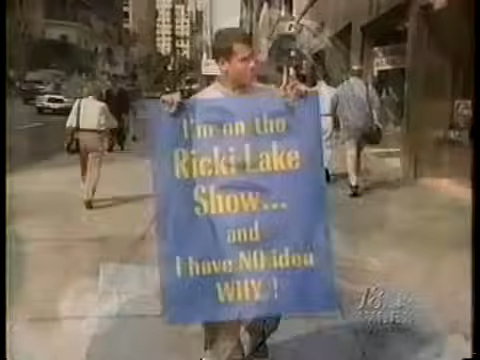 I'm on the
Ricki Lake
Show...
and
I have NO idea
WHY!